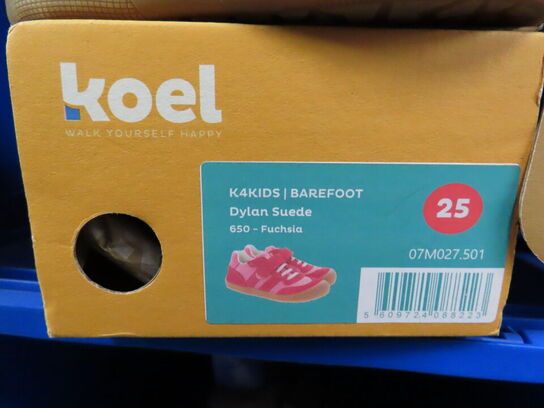 koel
WALK YOURSELF HAPPY
K4KIDS | BAREFOOT
Dylan Suede
650 - Fuchsia
25
07M027.501
5 609724 088223